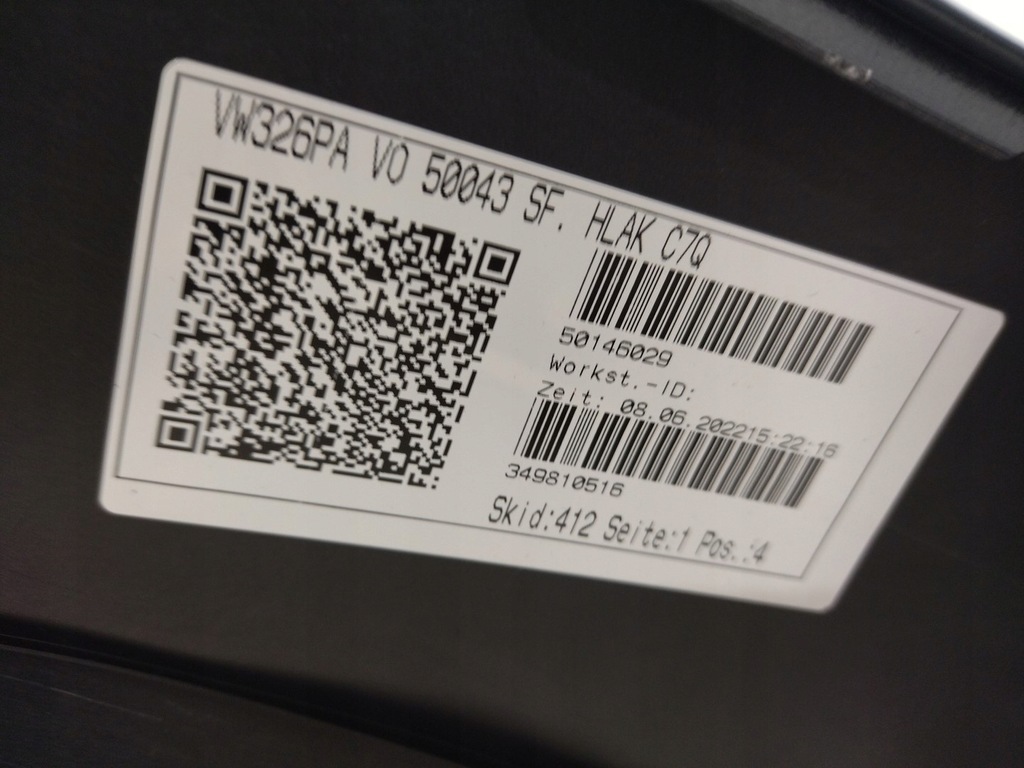 VW326PA VO 50043 SF. HLAK C7Q
50146029
Workst.-ID:
Zeit: 08.06.202215:22:16
349810516
Skid:412 Seite:1 Pos.:4